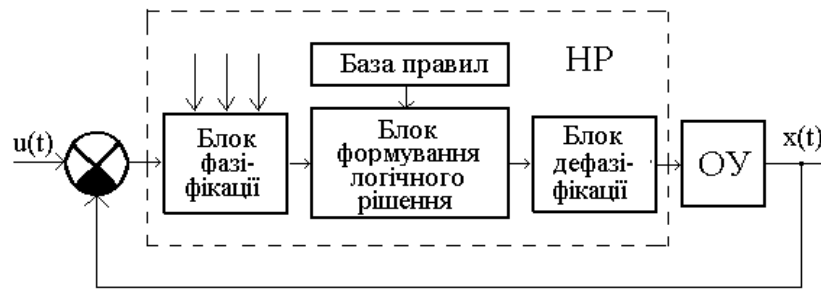 База правил
НР
u(t)
Блок
фазі-
фікації
Блок
формування
логічного
рішення
Блок
дефазі-
фікації
ОУ
x(t)